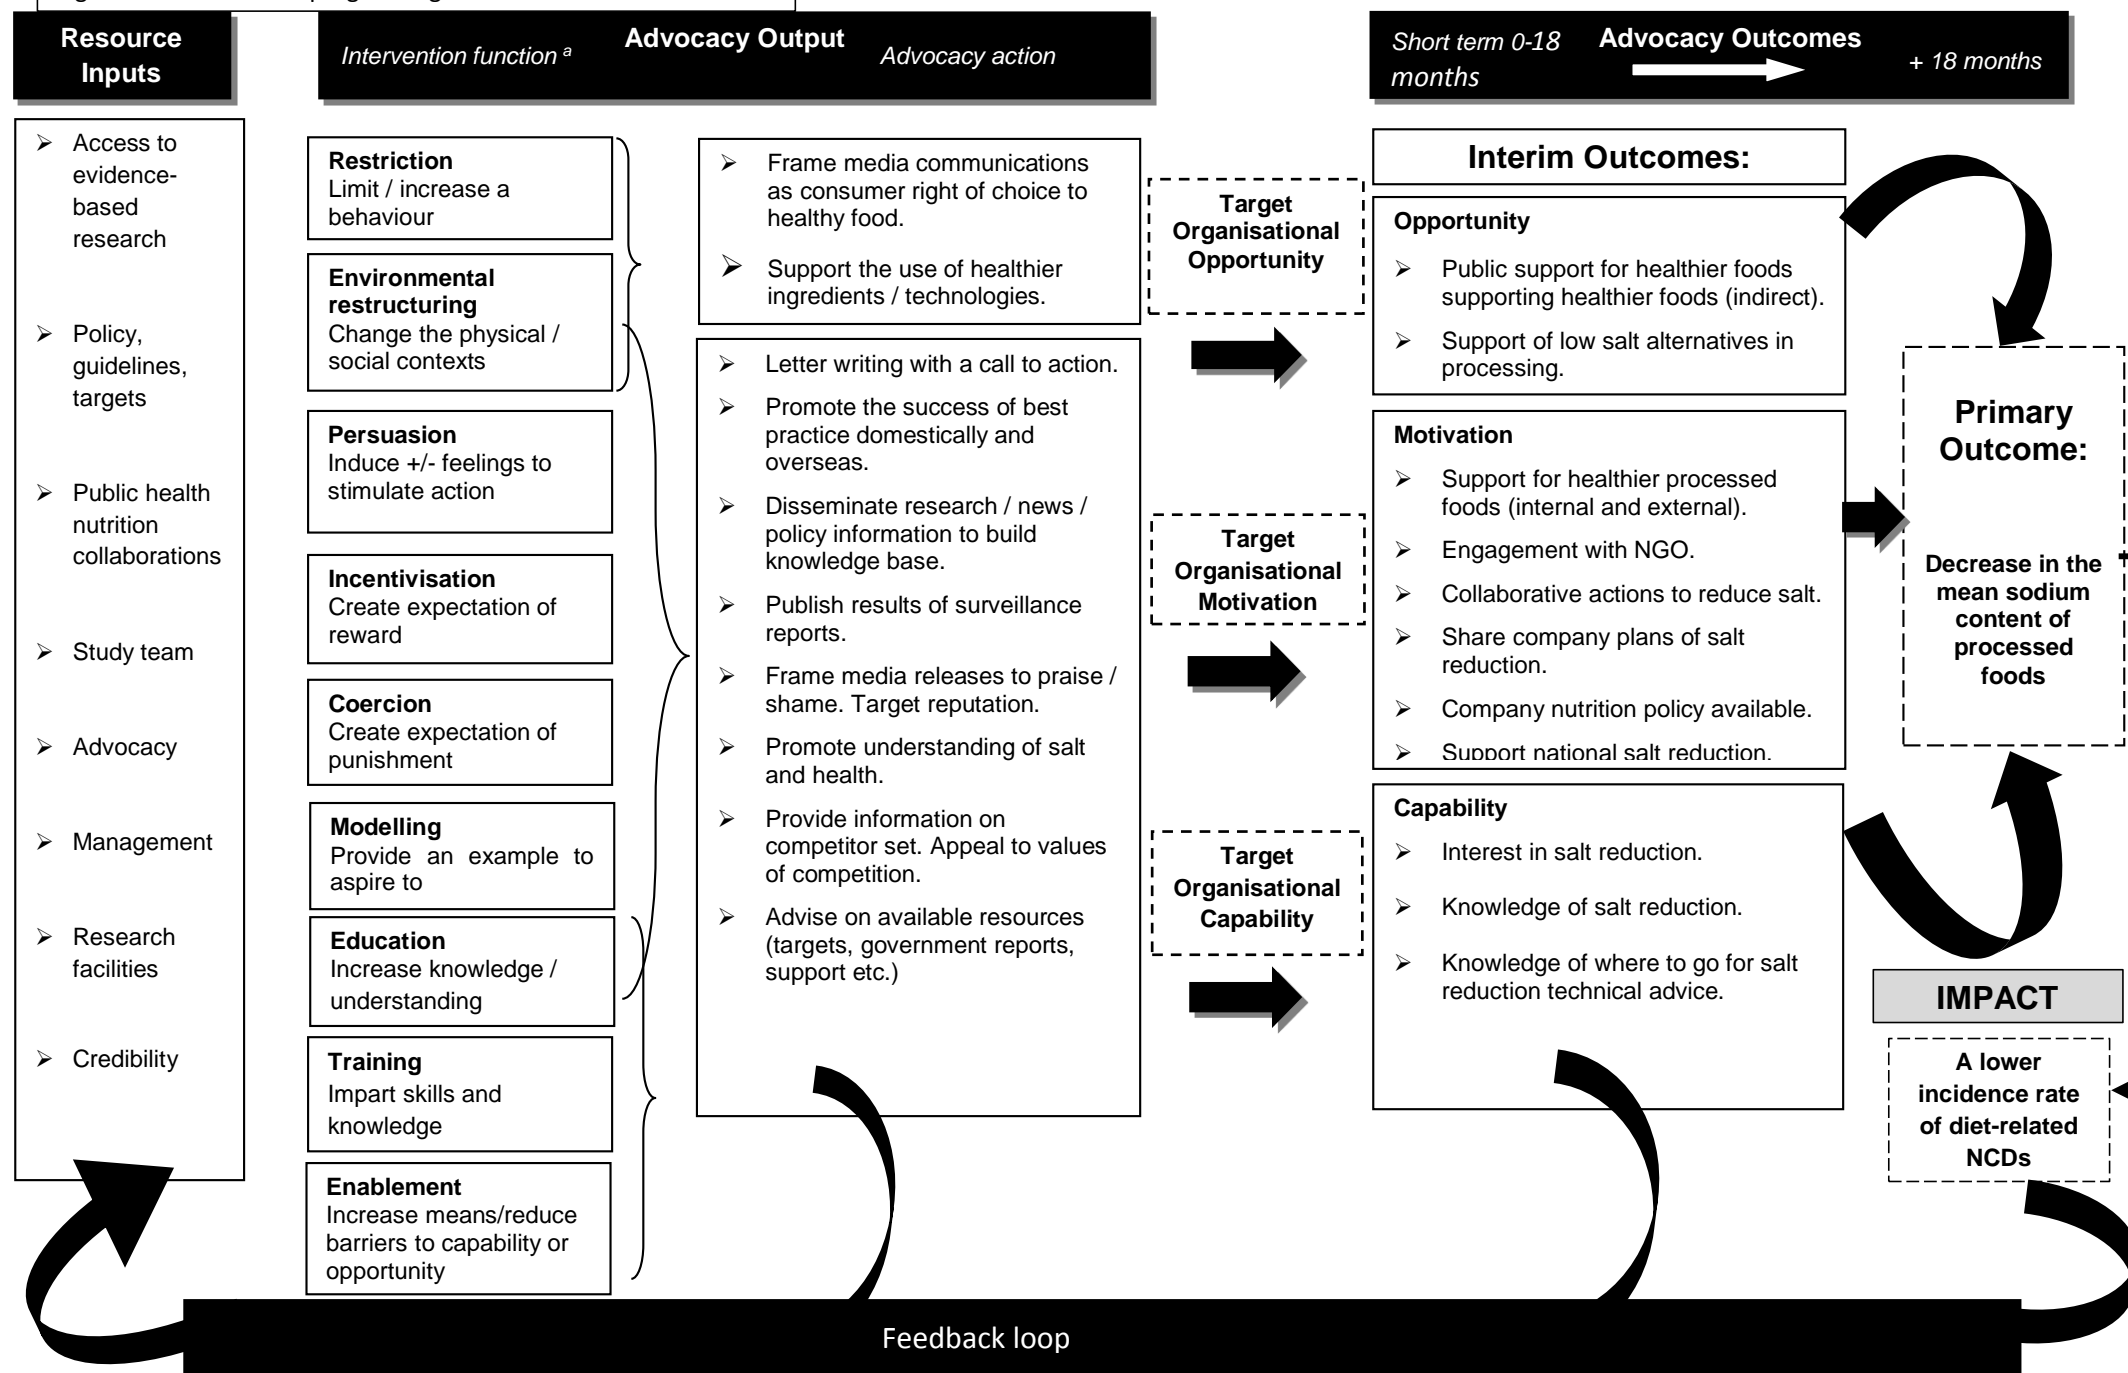 Resource
Inputs
Intervention function a
Advocacy Output
Advocacy action
Short term 0-18
months
Advocacy Outcomes
+ 18 months
➢ Access to
evidence-
based
research
➢ Policy,
guidelines,
targets
➢ Public health
nutrition
collaborations
➢ Study team
➢ Advocacy
➢ Management
➢ Research
facilities
➢ Credibility
Restriction
Limit / increase a
behaviour
Environmental
restructuring
Change the physical /
social contexts
Persuasion
Induce +/- feelings to
stimulate action
Incentivisation
Create expectation of
reward
Coercion
Create expectation of
punishment
Modelling
Provide an example to
aspire to
Education
Increase knowledge /
understanding
Training
Impart skills and
knowledge
Enablement
Increase means/reduce
barriers to capability or
opportunity
➢ Frame media communications
as consumer right of choice to
healthy food.
➢ Support the use of healthier
ingredients / technologies.
➢ Letter writing with a call to action.
➢ Promote the success of best
practice domestically and
overseas.
➢ Disseminate research / news /
policy information to build
knowledge base.
➢ Publish results of surveillance
reports.
➢ Frame media releases to praise /
shame. Target reputation.
➢ Promote understanding of salt
and health.
➢ Provide information on
competitor set. Appeal to values
of competition.
➢ Advise on available resources
(targets, government reports,
support etc.)
Target
Organisational
Opportunity
Target
Organisational
Motivation
Target
Organisational
Capability
Interim Outcomes:
Opportunity
➢ Public support for healthier foods
supporting healthier foods (indirect).
➢ Support of low salt alternatives in
processing.
Motivation
➢ Support for healthier processed
foods (internal and external).
➢ Engagement with NGO.
➢ Collaborative actions to reduce salt.
➢ Share company plans of salt
reduction.
➢ Company nutrition policy available.
➢ Support national salt reduction.
Capability
➢ Interest in salt reduction.
➢ Knowledge of salt reduction.
➢ Knowledge of where to go for salt
reduction technical advice.
Primary
Outcome:
Decrease in the
mean sodium
content of
processed
foods
IMPACT
A lower
incidence rate
of diet-related
NCDs
Feedback loop